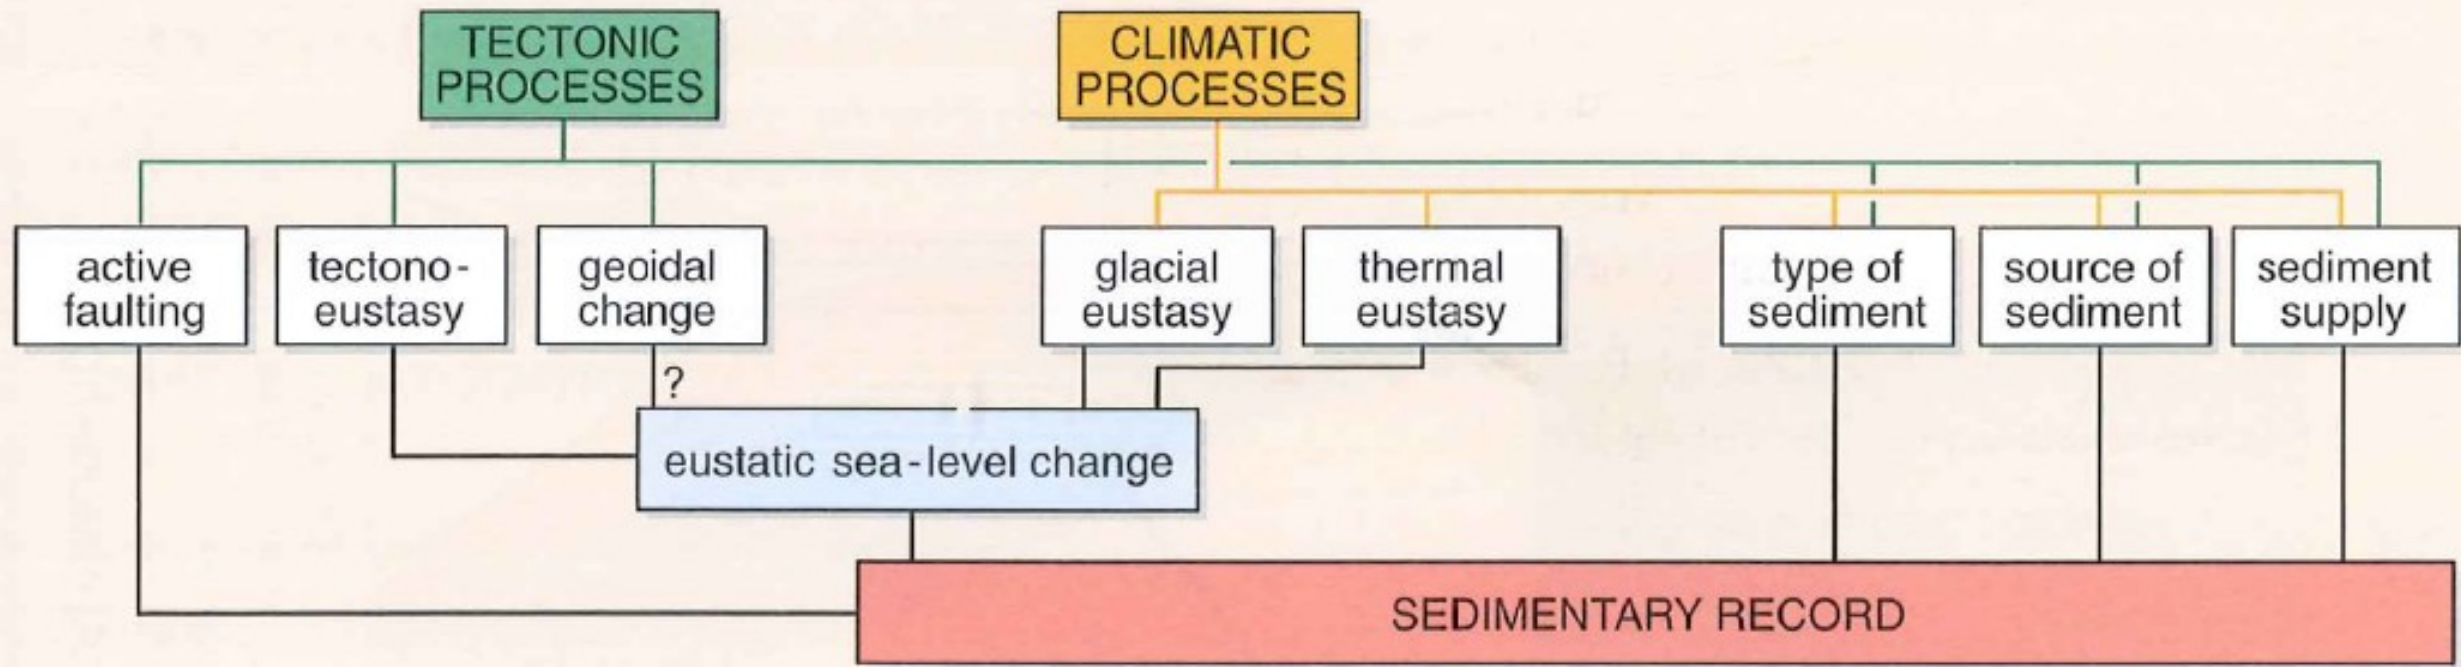 TECTONIC
PROCESSES
CLIMATIC
PROCESSES
active
faulting
tectono-
eustasy
geoidal
change
glacial
eustasy
thermal
eustasy
type of
sediment
source of
sediment
sediment
supply
?
eustatic sea-level change
SEDIMENTARY RECORD